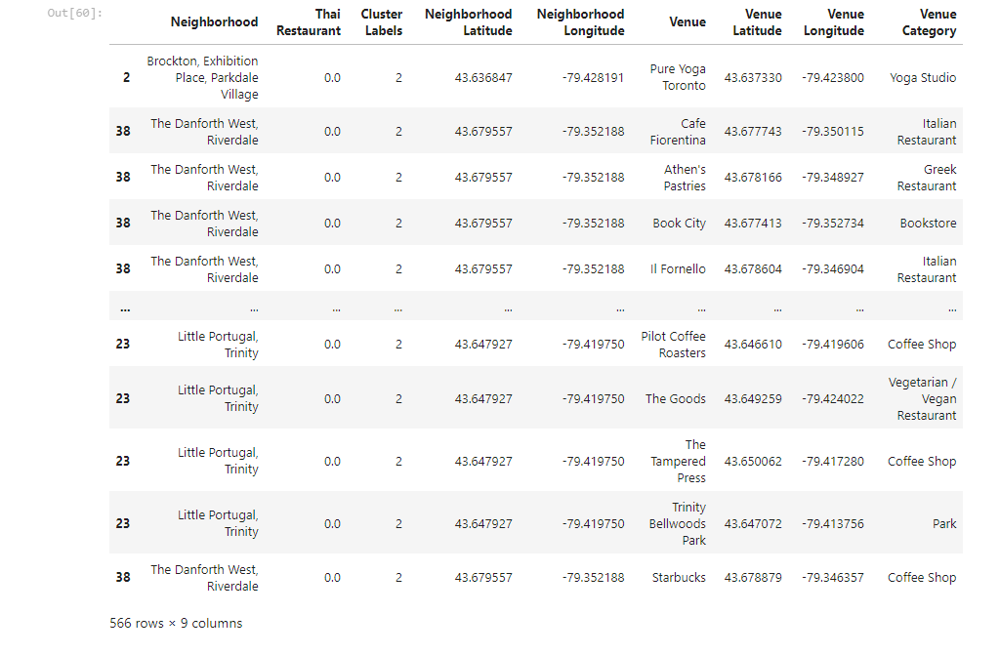 Out[60]:
Neighborhood Thai Restaurant Cluster Labels Neighborhood Latitude Neighborhood Longitude Venue Venue Latitude Venue Longitude Venue Category
2 Brockton, Exhibition Place, Parkdale Village 0.0 2 43.636847 -79.428191 Pure Yoga Toronto 43.637330 -79.423800 Yoga Studio
38 The Danforth West, Riverdale 0.0 2 43.679557 -79.352188 Cafe Fiorentina 43.677743 -79.350115 Italian Restaurant
38 The Danforth West, Riverdale 0.0 2 43.679557 -79.352188 Athen's Pastries 43.678166 -79.348927 Greek Restaurant
38 The Danforth West, Riverdale 0.0 2 43.679557 -79.352188 Book City 43.677413 -79.352734 Bookstore
38 The Danforth West, Riverdale 0.0 2 43.679557 -79.352188 Il Fornello 43.678604 -79.346904 Italian Restaurant
... ... ... ... ... ... ... ... ... ...
23 Little Portugal, Trinity 0.0 2 43.647927 -79.419750 Pilot Coffee Roasters 43.646610 -79.419606 Coffee Shop
23 Little Portugal, Trinity 0.0 2 43.647927 -79.419750 The Goods 43.649259 -79.424022 Vegetarian / Vegan Restaurant
23 Little Portugal, Trinity 0.0 2 43.647927 -79.419750 The Tampered Press 43.650062 -79.417280 Coffee Shop
23 Little Portugal, Trinity 0.0 2 43.647927 -79.419750 Trinity Bellwoods Park 43.647072 -79.413756 Park
38 The Danforth West, Riverdale 0.0 2 43.679557 -79.352188 Starbucks 43.678879 -79.346357 Coffee Shop
566 rows × 9 columns